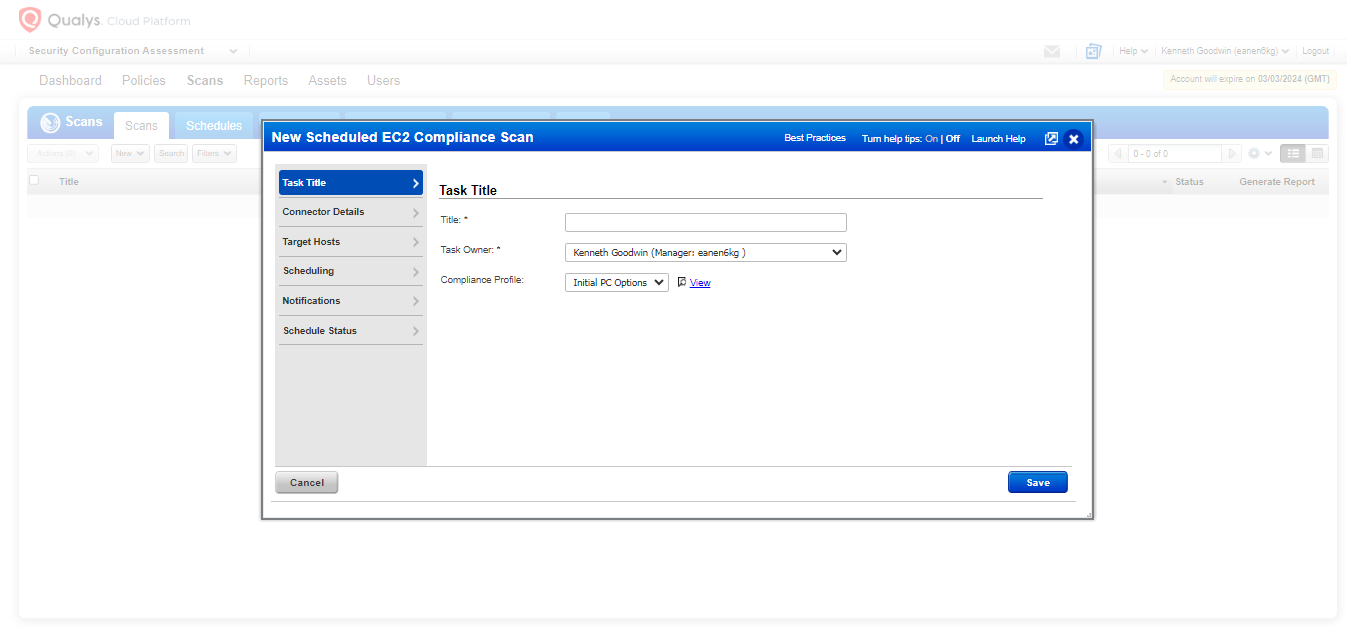 Qualys. Cloud Platform
Security Configuration Assessment
Help Kenneth Goodwin (eanen6kg) Logout
Dashboard Policies Scans Reports Assets Users
Account will expire on 03/03/2024 (GMT)
Scans Scans Schedules
Actions (0) New Search Filters
0 - 0 of 0
Title Status Generate Report
New Scheduled EC2 Compliance Scan
Best Practices Turn help tips: On | Off Launch Help
Task Title
Connector Details
Target Hosts
Scheduling
Notifications
Schedule Status
Task Title
Title: *
Task Owner: * Kenneth Goodwin (Manager: eanen6kg )
Compliance Profile: Initial PC Options View
Cancel Save